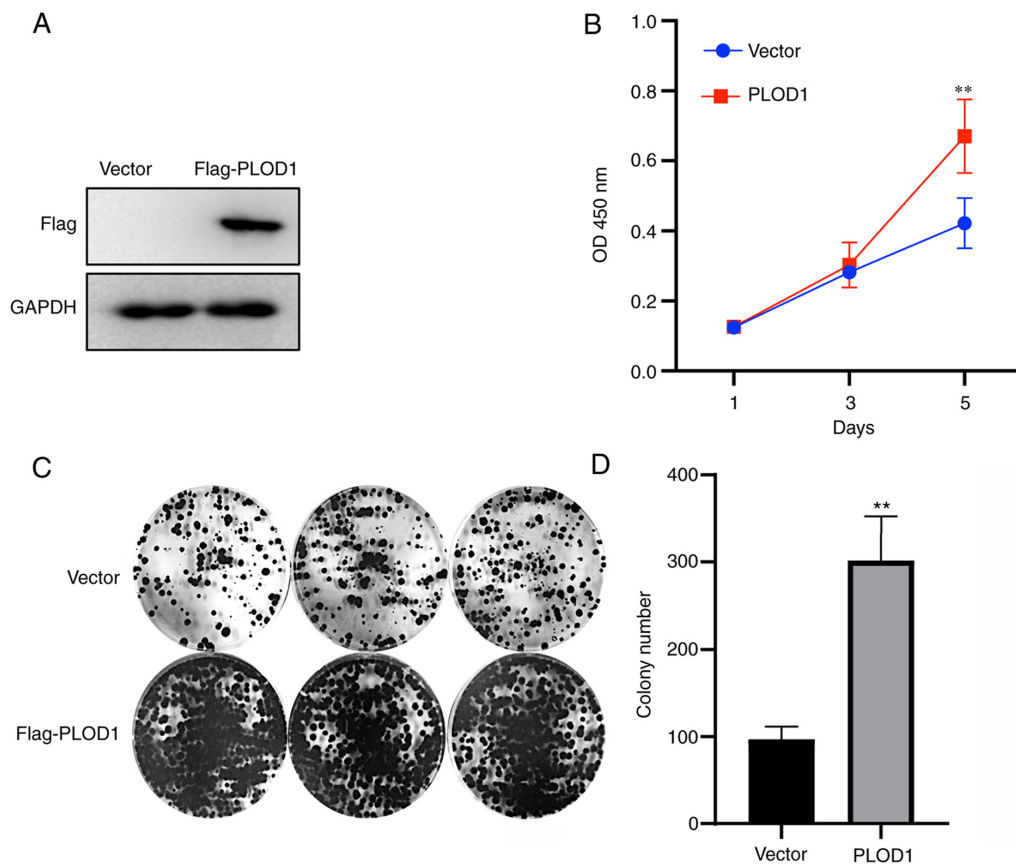 A
Vector Flag-PLOD1
Flag
GAPDH
B
1.0
0.8
0.6
0.4
0.2
0.0
OD 450 nm
Vector
PLOD1
**
1 3 5
Days
C
Vector
Flag-PLOD1
D
400
300
200
100
0
Colony number
**
Vector PLOD1